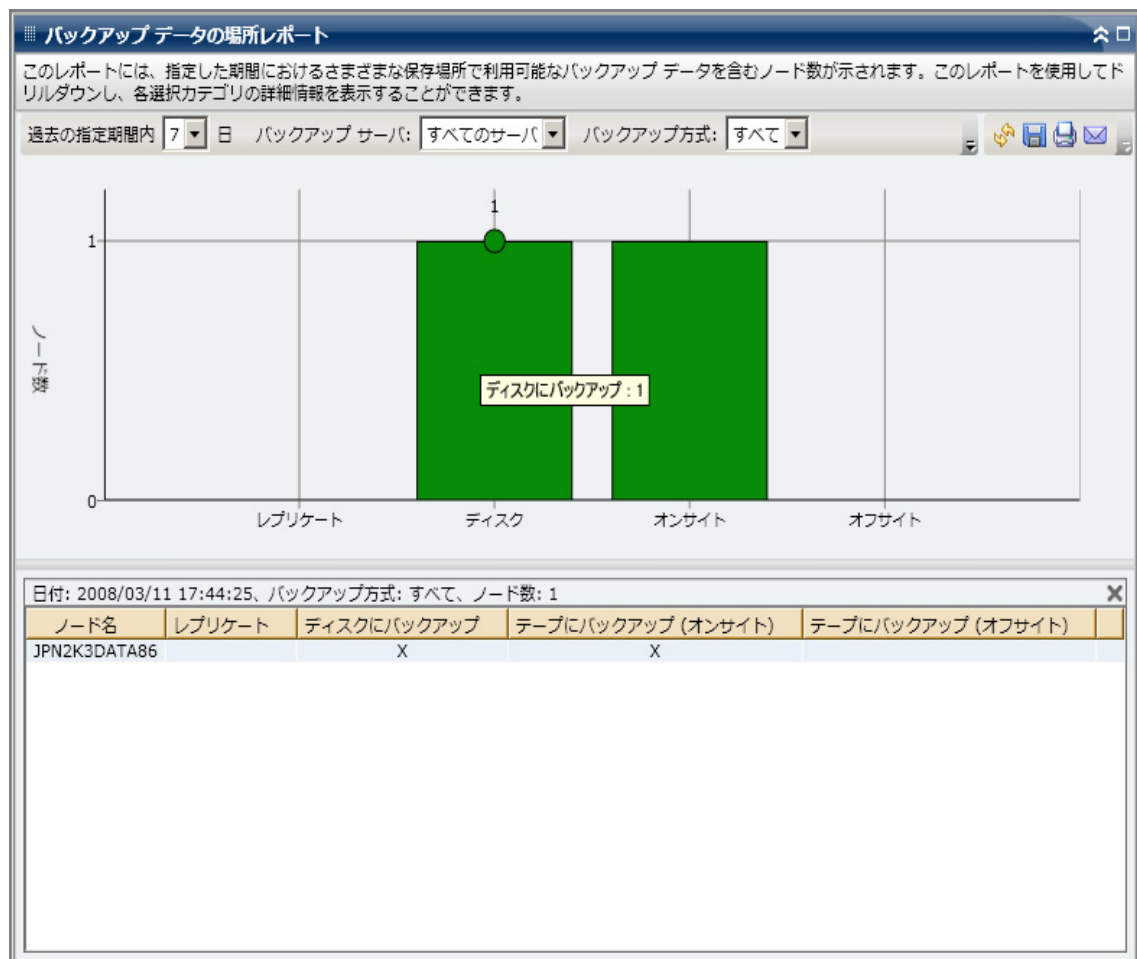 バックアップ データの場所レポート
このレポートには、指定した期間におけるさまざまな保存場所で利用可能なバックアップ データを含むノード数が示されます。このレポートを使用してド
リルダウンし、各選択カテゴリの詳細情報を表示することができます。
過去の指定期間内 7 日 バックアップ サーバ: すべてのサーバ バックアップ方式: すべて
1
1
ノード数
ディスクにバックアップ : 1
0
レプリケート ディスク オンサイト オフサイト
日付: 2008/03/11 17:44:25、バックアップ方式: すべて、ノード数: 1
ノード名 レプリケート ディスクにバックアップ テープにバックアップ (オンサイト) テープにバックアップ (オフサイト)
JPN2K3DATA86 X X